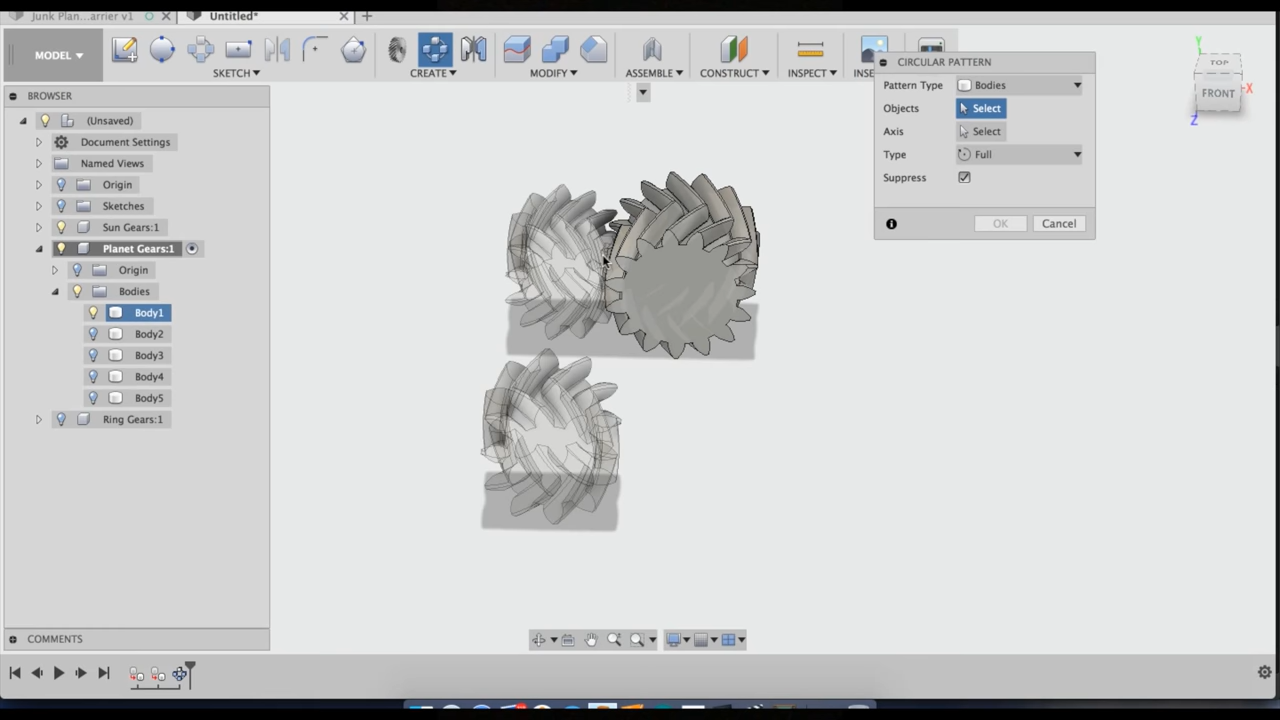 Junk Plan...arrier v1
Untitled*
MODEL
SKETCH
CREATE
MODIFY
ASSEMBLE
CONSTRUCT
INSPECT
INSE
CIRCULAR PATTERN
Pattern Type
Bodies
Objects
Select
Axis
Select
Type
Full
Suppress
OK
Cancel
Y
TOP
FRONT
X
Z
BROWSER
(Unsaved)
Document Settings
Named Views
Origin
Sketches
Sun Gears:1
Planet Gears:1
Origin
Bodies
Body1
Body2
Body3
Body4
Body5
Ring Gears:1
COMMENTS